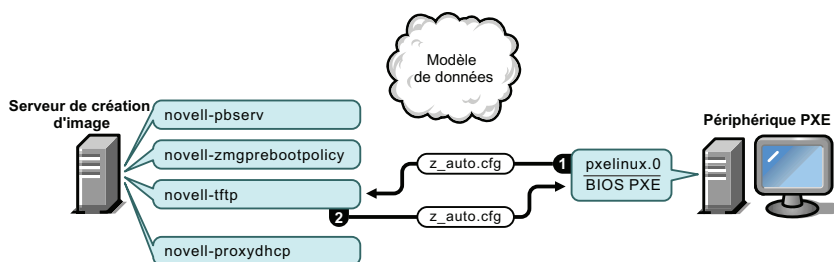 Modèle
de données
Serveur de création
d'image
novell-pbserv
novell-zmgprebootpolicy
novell-tftp
novell-proxydhcp
z_auto.cfg
1
2
z_auto.cfg
pxelinux.0
BIOS PXE
Périphérique PXE